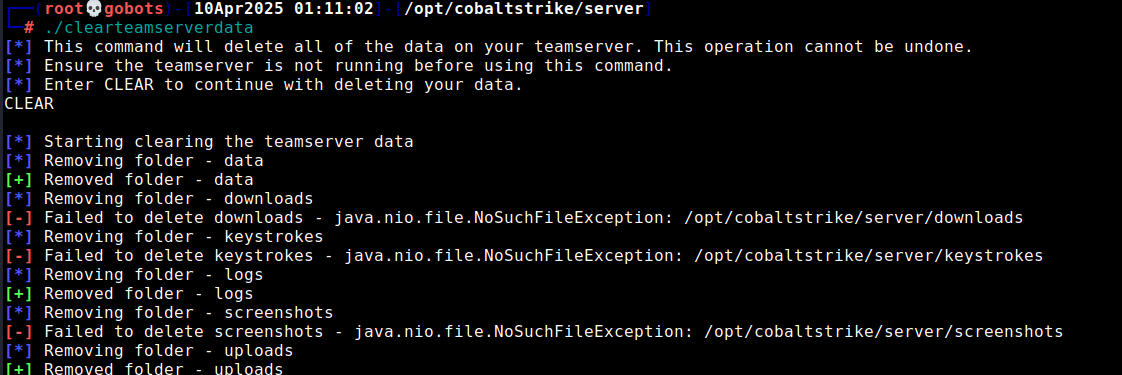 (root💀gobots)-[10Apr2025 01:11:02]-[/opt/cobaltstrike/server]
# ./clearteamserverdata
[*] This command will delete all of the data on your teamserver. This operation cannot be undone.
[*] Ensure the teamserver is not running before using this command.
[*] Enter CLEAR to continue with deleting your data.
CLEAR
[*] Starting clearing the teamserver data
[*] Removing folder - data
[+] Removed folder - data
[*] Removing folder - downloads
[-] Failed to delete downloads - java.nio.file.NoSuchFileException: /opt/cobaltstrike/server/downloads
[*] Removing folder - keystrokes
[-] Failed to delete keystrokes - java.nio.file.NoSuchFileException: /opt/cobaltstrike/server/keystrokes
[*] Removing folder - logs
[+] Removed folder - logs
[*] Removing folder - screenshots
[-] Failed to delete screenshots - java.nio.file.NoSuchFileException: /opt/cobaltstrike/server/screenshots
[*] Removing folder - uploads
[+] Removed folder - uploads